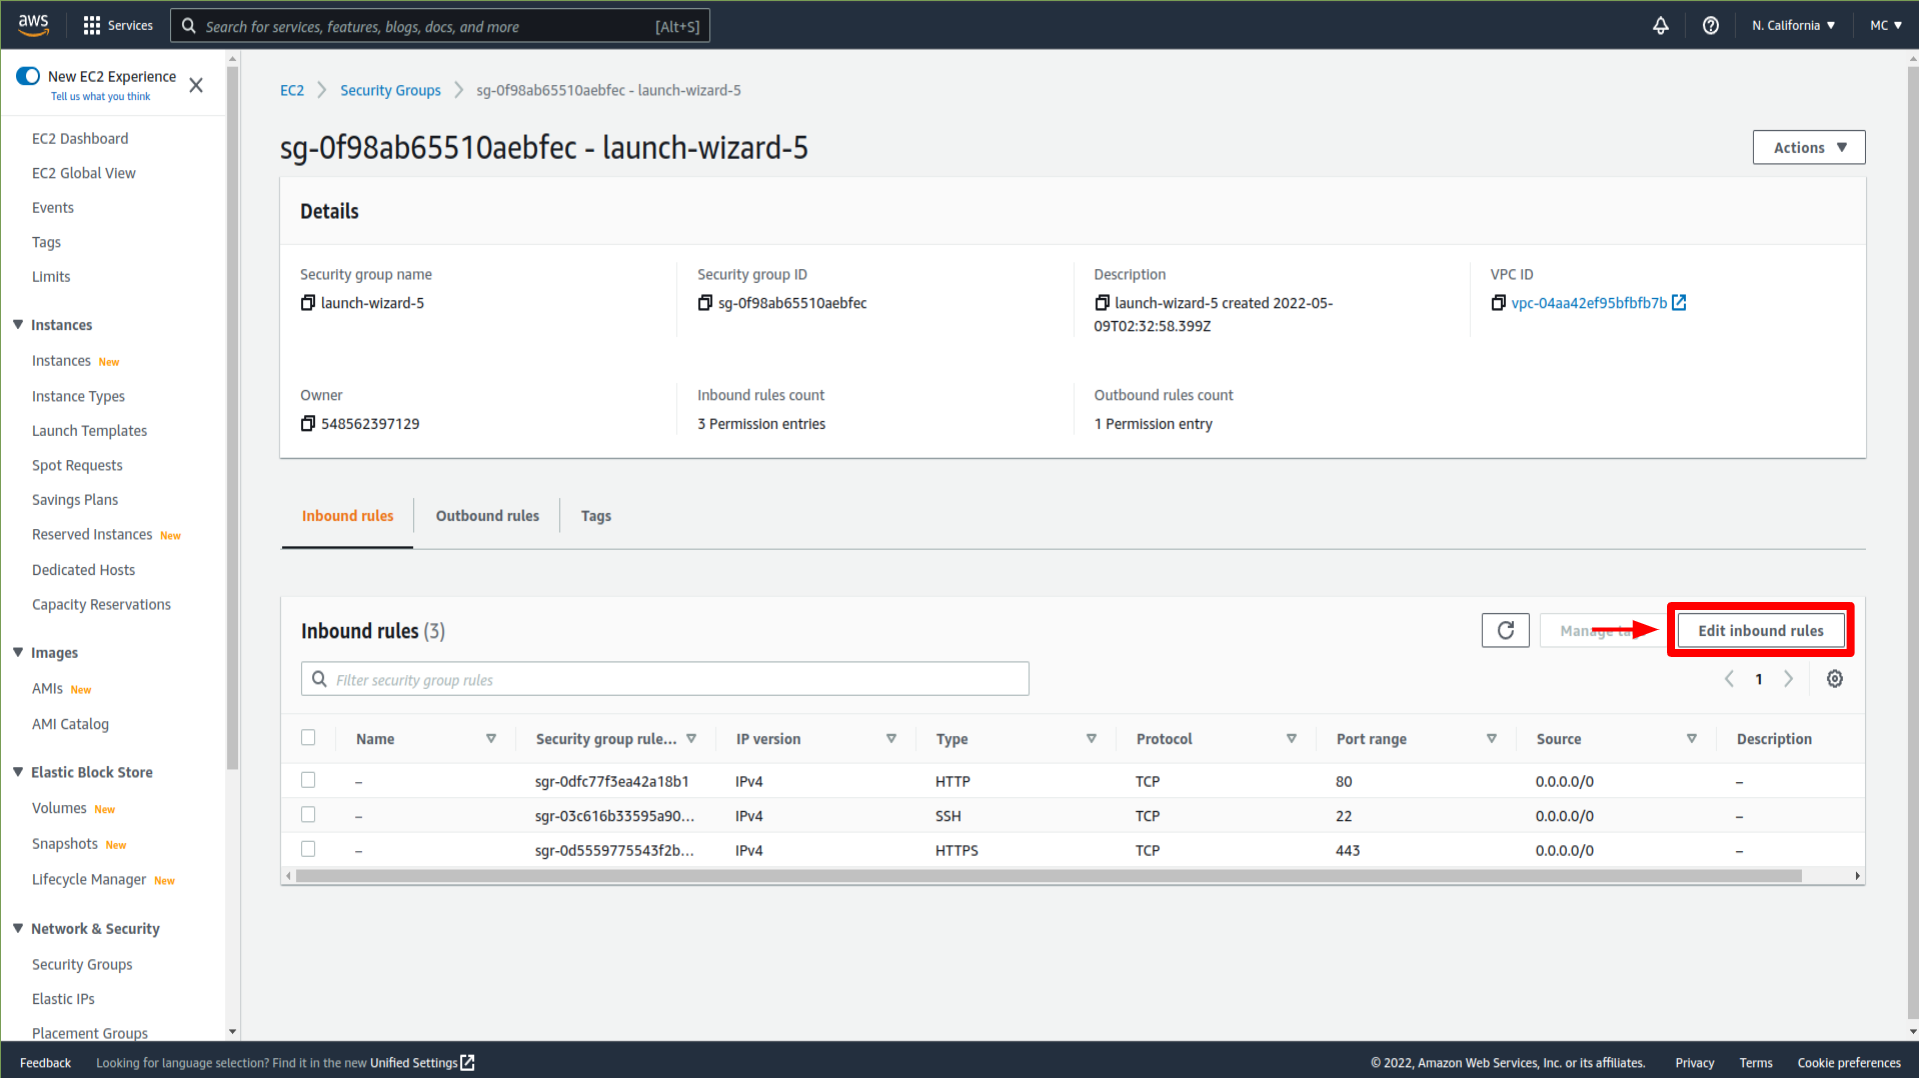 aws
Services
Search for services, features, blogs, docs, and more
[Alt+S]
N. California
MC
New EC2 Experience
Tell us what you think
EC2 Dashboard
EC2 Global View
Events
Tags
Limits
Instances
Instances New
Instance Types
Launch Templates
Spot Requests
Savings Plans
Reserved Instances New
Dedicated Hosts
Capacity Reservations
Images
AMIs New
AMI Catalog
Elastic Block Store
Volumes New
Snapshots New
Lifecycle Manager New
Network & Security
Security Groups
Elastic IPs
Placement Groups
EC2 > Security Groups > sg-0f98ab65510aebfec - launch-wizard-5
sg-0f98ab65510aebfec - launch-wizard-5
Actions
Details
Security group name
launch-wizard-5
Security group ID
sg-0f98ab65510aebfec
Description
launch-wizard-5 created 2022-05-
09T02:32:58.399Z
VPC ID
vpc-04aa42ef95bfbfb7b
Owner
548562397129
Inbound rules count
3 Permission entries
Outbound rules count
1 Permission entry
Inbound rules
Outbound rules
Tags
Inbound rules (3)
Edit inbound rules
Filter security group rules
1
Name Security group rule... IP version Type Protocol Port range Source Description
– sgr-0dfc77f3ea42a18b1 IPv4 HTTP TCP 80 0.0.0.0/0 –
– sgr-03c616b33595a90... IPv4 SSH TCP 22 0.0.0.0/0 –
– sgr-0d5559775543f2b... IPv4 HTTPS TCP 443 0.0.0.0/0 –
Feedback
Looking for language selection? Find it in the new Unified Settings
© 2022, Amazon Web Services, Inc. or its affiliates.
Privacy
Terms
Cookie preferences